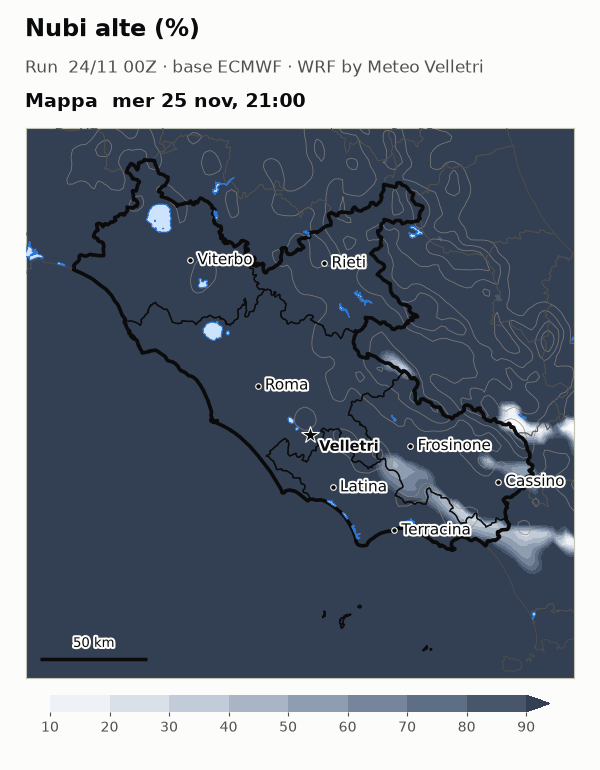 Nubi alte (%)
Run  24/11 00Z · base ECMWF · WRF by Meteo Velletri
Mappa  mer 25 nov, 21:00
Viterbo
Rieti
Roma
Velletri
Frosinone
Cassino
Latina
Terracina
50 km
10 20 30 40 50 60 70 80 90